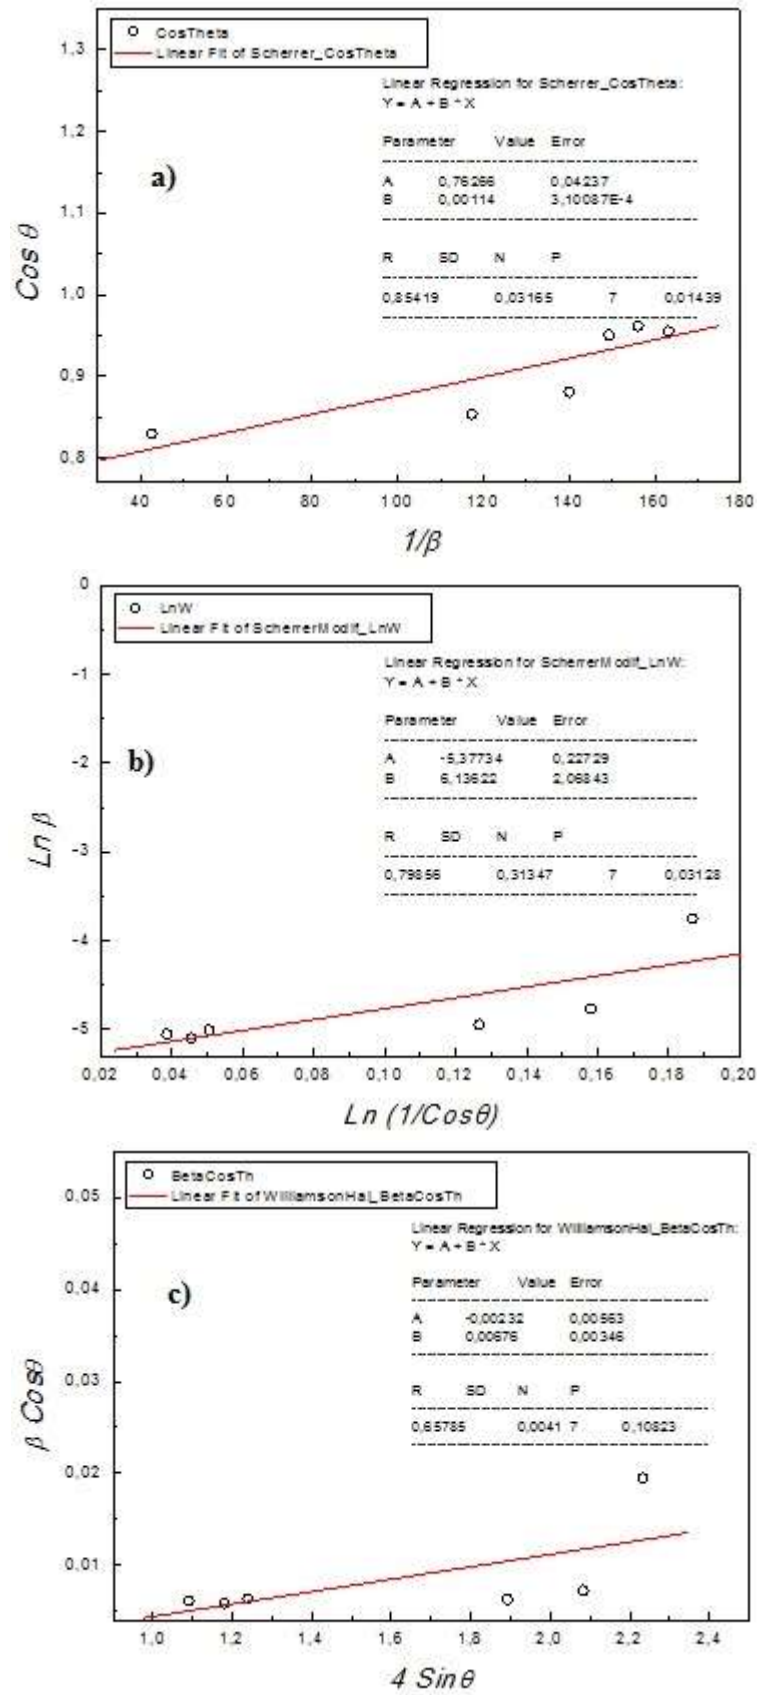 CosTheta
Linear Fit of Scherrer_CosTheta
Linear Regression for Scherrer_CosTheta:
Y = A + B * X
Parameter Value Error
A 0,76266 0,04237
B 0,00114 3,10087E-4
R SD N P
0,85419 0,03165 7 0,01439
a)
1,3
1,2
1,1
1,0
0,9
0,8
Cos θ
40 60 80 100 120 140 160 180
1/β
LnW
Linear Fit of ScherrerModif_LnW
Linear Regression for ScherrerModif_LnW:
Y = A + B * X
Parameter Value Error
A -5,37734 0,22729
B 6,13622 2,06843
R SD N P
0,79856 0,31347 7 0,03128
b)
0
-1
-2
-3
-4
-5
Ln β
0,02 0,04 0,06 0,08 0,10 0,12 0,14 0,16 0,18 0,20
Ln (1/Cosθ)
BetaCosTh
Linear Fit of WilliamsonHal_BetaCosTh
Linear Regression for WilliamsonHal_BetaCosTh:
Y = A + B * X
Parameter Value Error
A -0,00232 0,00563
B 0,00676 0,00346
R SD N P
0,65785 0,0041 7 0,10823
c)
0,05
0,04
0,03
0,02
0,01
β Cosθ
1,0 1,2 1,4 1,6 1,8 2,0 2,2 2,4
4 Sinθ